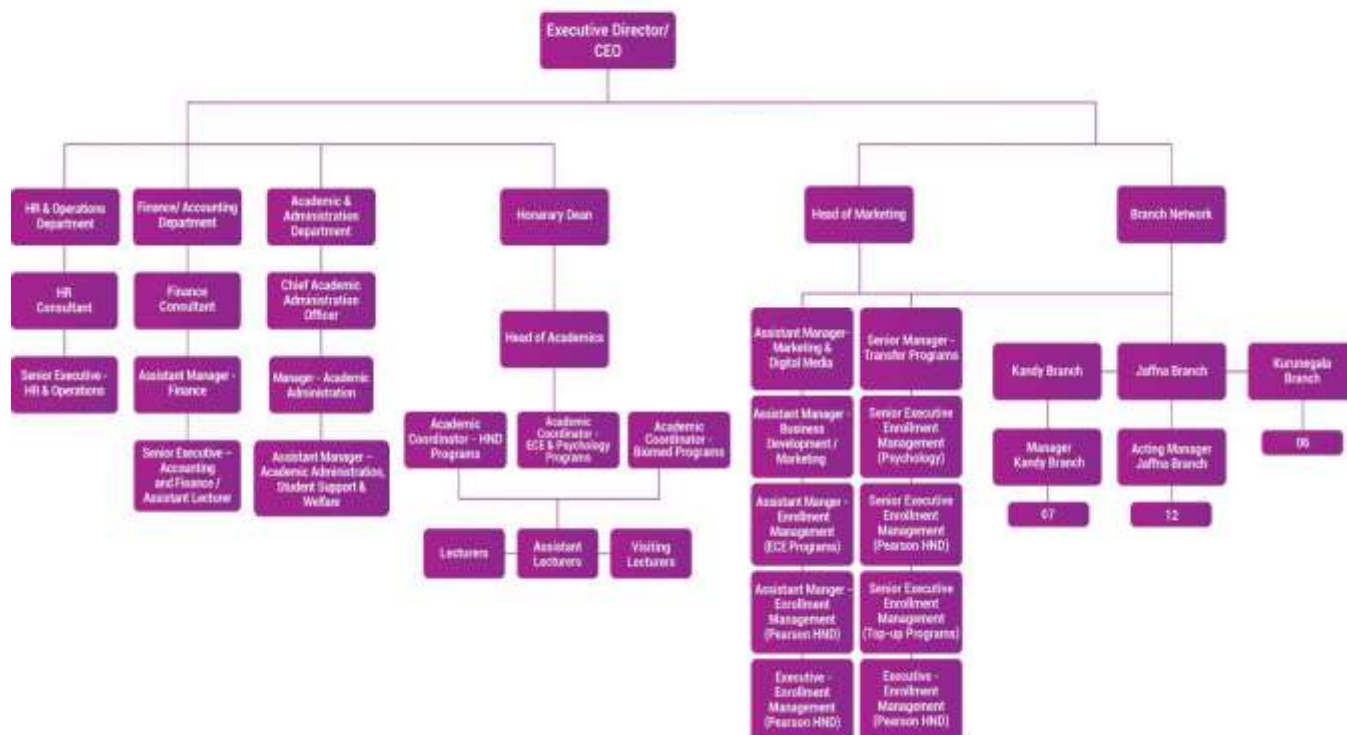 Executive Director/
CEO
HR & Operations
Department
Finance/ Accounting
Department
Academic &
Administration
Department
Honarary Dean
Head of Marketing
Branch Network
HR
Consultant
Finance
Consultant
Chief Academic
Administration
Officer
Head of Academics
Assistant Manager-
Marketing &
Digital Media
Senior Manager -
Transfer Programs
Kandy Branch
Jaffna Branch
Kurunegala
Branch
Senior Executive -
HR & Operations
Assistant Manager -
Finance
Manager - Academic
Administration
Academic
Coordinator - HND
Programs
Academic
Coordinator -
ECE & Psychology
Programs
Academic
Coordinator -
Biomed Programs
Assistant Manager -
Business
Development /
Marketing
Senior Executive
Enrollment
Management
(Psychology)
Manager
Kandy Branch
Acting Manager
Jaffna Branch
06
Senior Executive –
Accounting
and Finance /
Assistant Lecturer
Assistant Manager –
Academic Administration,
Student Support &
Welfare
Lecturers
Assistant
Lecturers
Visiting
Lecturers
Assistant Manger -
Enrollment
Management
(ECE Programs)
Senior Executive
Enrollment
Management
(Pearson HND)
07
12
Assistant Manger -
Enrollment
Management
(Pearson HND)
Senior Executive
Enrollment
Management
(Top-up Programs)
Executive -
Enrollment
Management
(Pearson HND)
Executive -
Enrollment
Management
(Pearson HND)